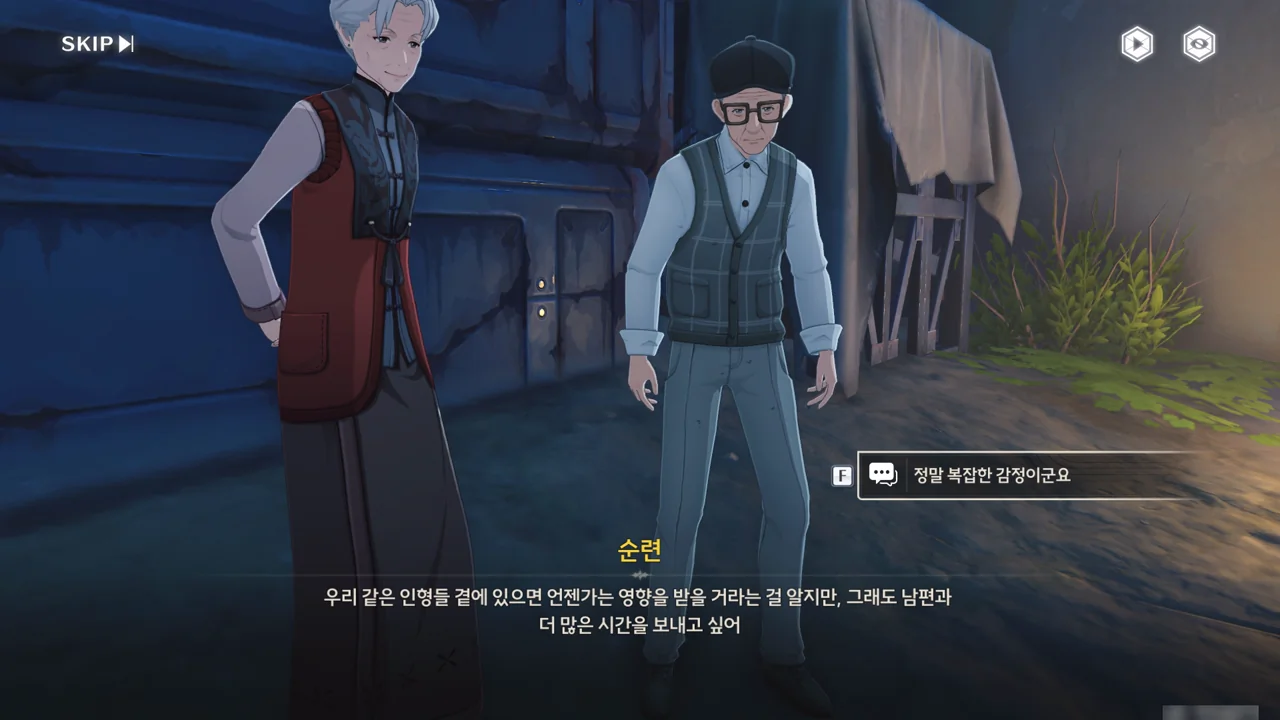 SKIP
F
정말 복잡한 감정이군요
순련
우리 같은 인형들 곁에 있으면 언젠가는 영향을 받을 거라는 걸 알지만, 그래도 남편과
더 많은 시간을 보내고 싶어